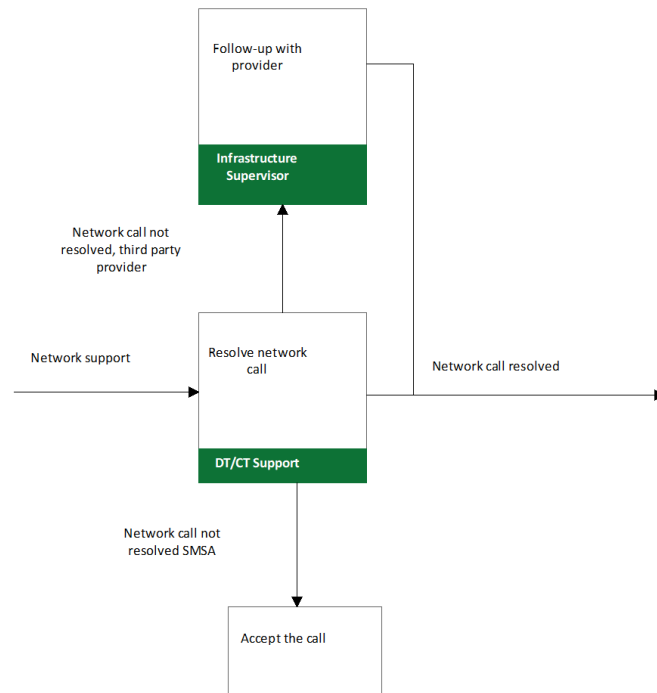 Follow-up with
provider
Infrastructure
Supervisor
Network call not
resolved, third party
provider
Network support
Resolve network
call
Network call resolved
DT/CT Support
Network call not
resolved SMSA
Accept the call